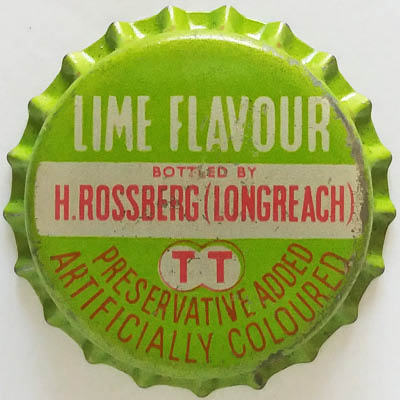 LIME FLAVOUR
BOTTLED BY
H.ROSSBERG (LONGREACH)
TT
PRESERVATIVE ADDED
ARTIFICIALLY COLOURED